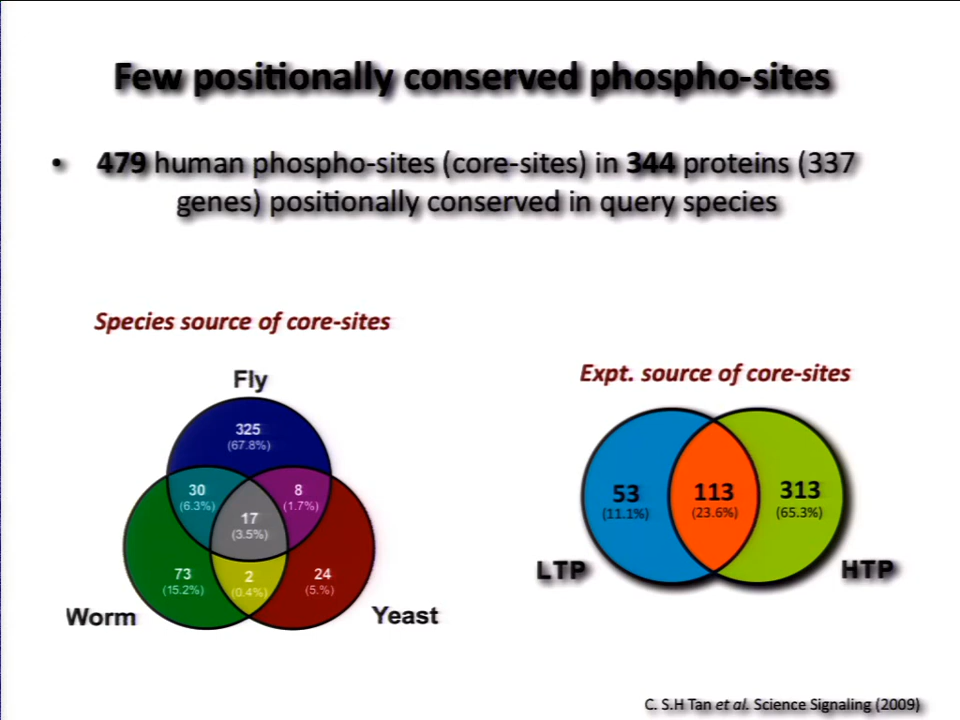 Few positionally conserved phospho-sites
• 479 human phospho-sites (core-sites) in 344 proteins (337
genes) positionally conserved in query species
Species source of core-sites
Fly
325
(67.8%)
30
(6.3%)
8
(1.7%)
17
(3.5%)
73
(15.2%)
2
(0.4%)
24
(5.%)
Worm
Yeast
Expt. source of core-sites
53
(11.1%)
113
(23.6%)
313
(65.3%)
LTP
HTP
C. S.H Tan et al. Science Signaling (2009)